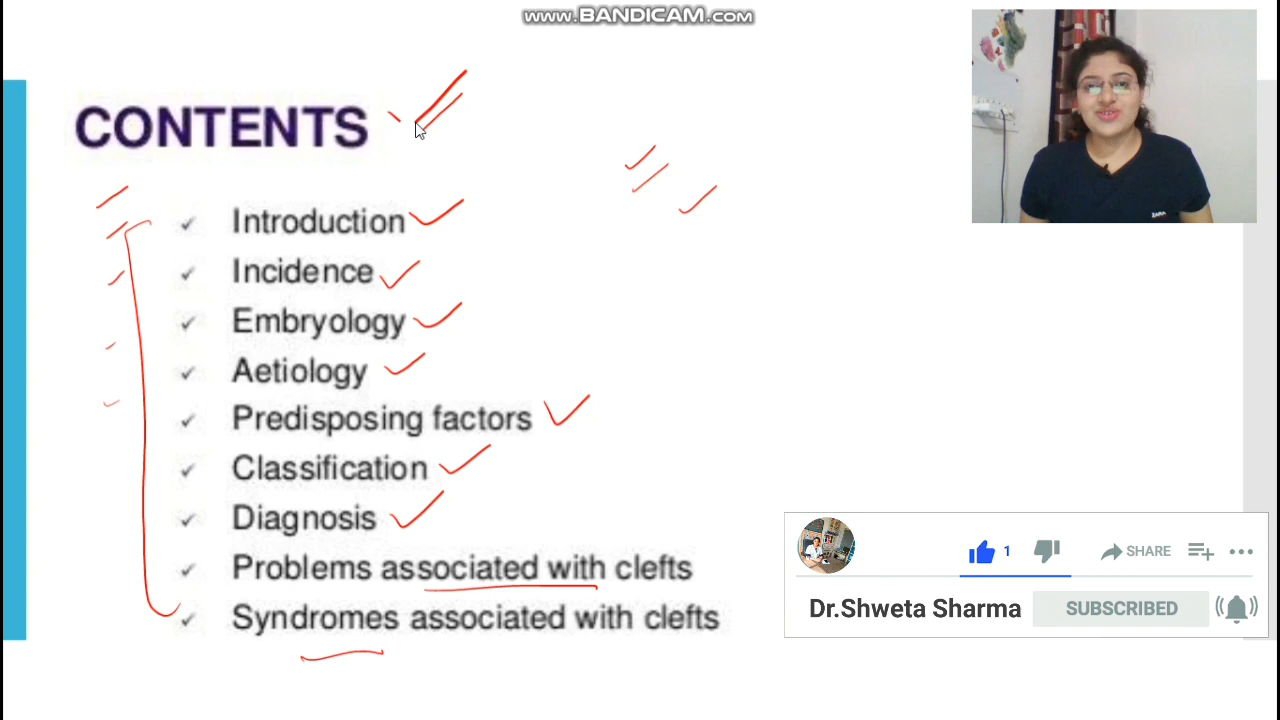 www.BANDICAM.com
CONTENTS
Introduction
Incidence
Embryology
Aetiology
Predisposing factors
Classification
Diagnosis
Problems associated with clefts
Syndromes associated with clefts
ZARA
1
SHARE
Dr.Shweta Sharma
SUBSCRIBED